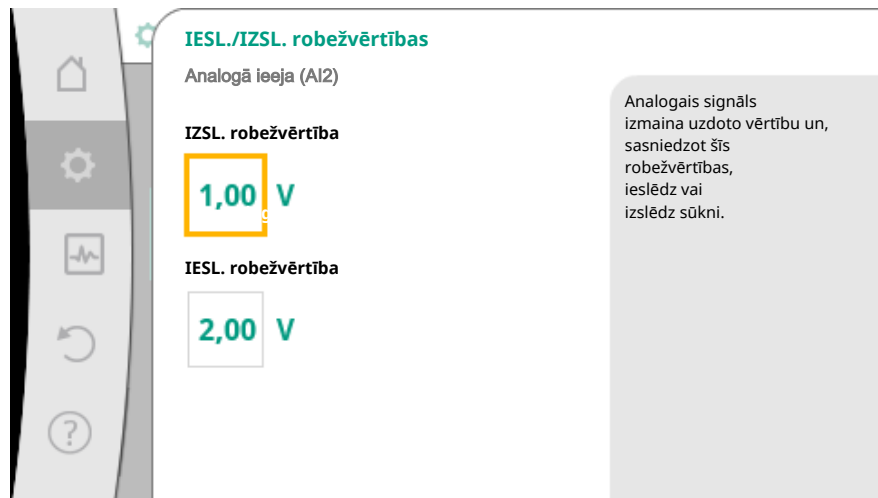 IESL./IZSL. robežvērtības
Analogā ieeja (AI2)
IZSL. robežvērtība
1,00 V
IESL. robežvērtība
2,00 V
Analogais signāls
izmaina uzdoto vērtību un,
sasniedzot šīs
robežvērtības,
ieslēdz vai
izslēdz sūkni.